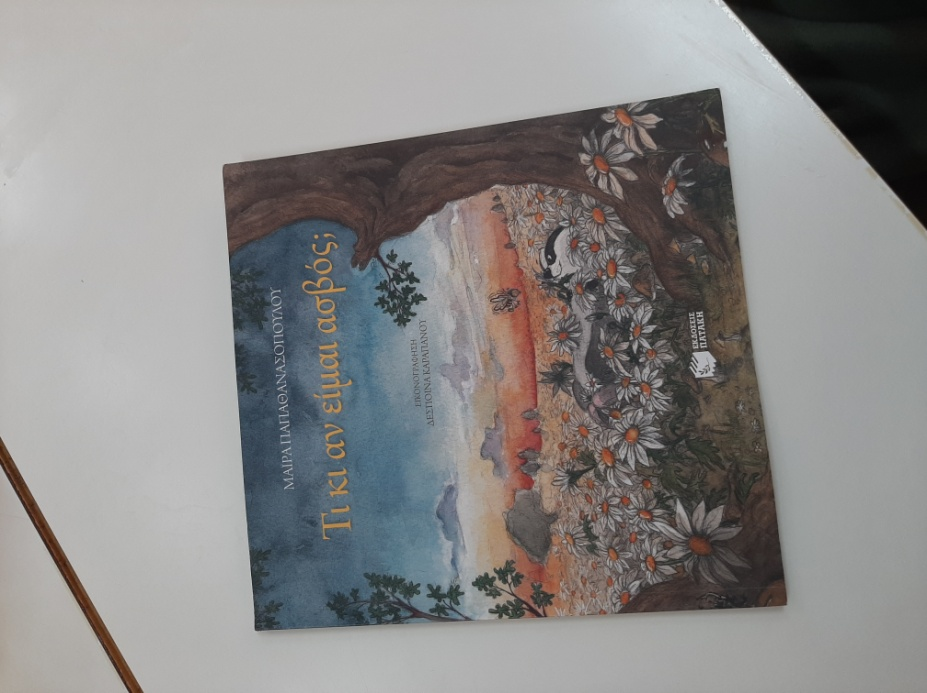 ΜΑΙΡΑ ΠΑΠΑΘΑΝΑΣΟΠΟΥΛΟΥ
Τι κι αν είμαι ασβός;
ΕΙΚΟΝΟΓΡΑΦΗΣΗ
ΔΕΣΠΟΙΝΑ ΚΑΡΑΠΑΝΟΥ
ΕΚΔΟΣΕΙΣ
ΠΑΤΑΚΗ